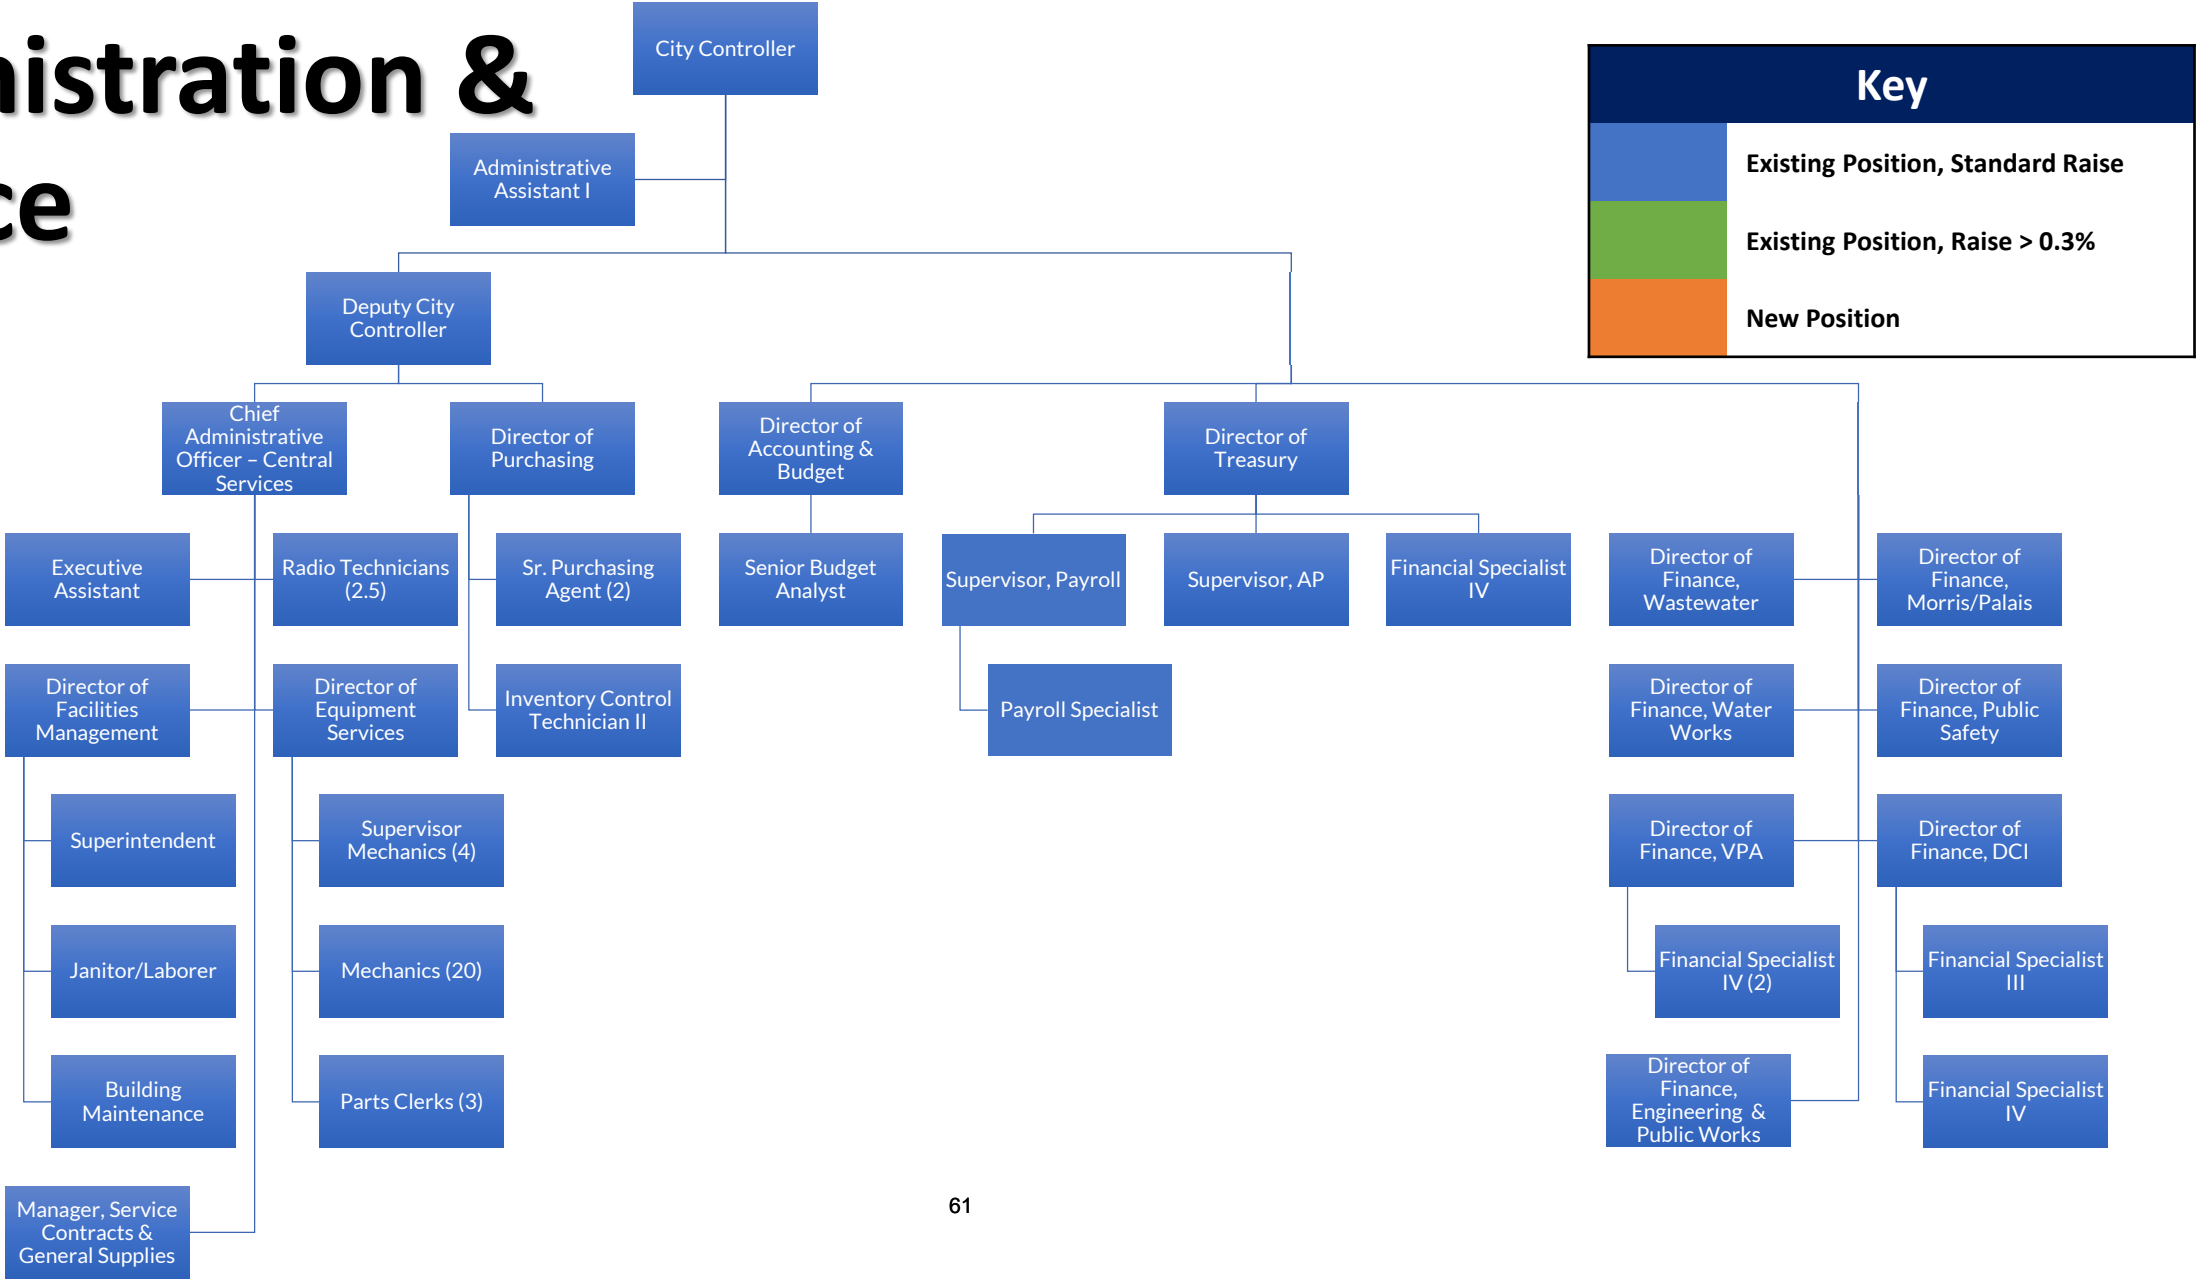 nistration &
ce
City Controller
Key
Existing Position, Standard Raise
Existing Position, Raise > 0.3%
New Position
Administrative
Assistant I
Deputy City
Controller
Chief
Administrative
Officer – Central
Services
Director of
Purchasing
Director of
Accounting &
Budget
Director of
Treasury
Executive
Assistant
Radio Technicians
(2.5)
Sr. Purchasing
Agent (2)
Senior Budget
Analyst
Supervisor, Payroll
Supervisor, AP
Financial Specialist
IV
Director of
Finance,
Wastewater
Director of
Finance,
Morris/Palais
Director of
Facilities
Management
Director of
Equipment
Services
Inventory Control
Technician II
Payroll Specialist
Director of
Finance, Water
Works
Director of
Finance, Public
Safety
Superintendent
Supervisor
Mechanics (4)
Director of
Finance, VPA
Director of
Finance, DCI
Janitor/Laborer
Mechanics (20)
Financial Specialist
IV (2)
Financial Specialist
III
Building
Maintenance
Parts Clerks (3)
Director of
Finance,
Engineering &
Public Works
Financial Specialist
IV
Manager, Service
Contracts &
General Supplies
61